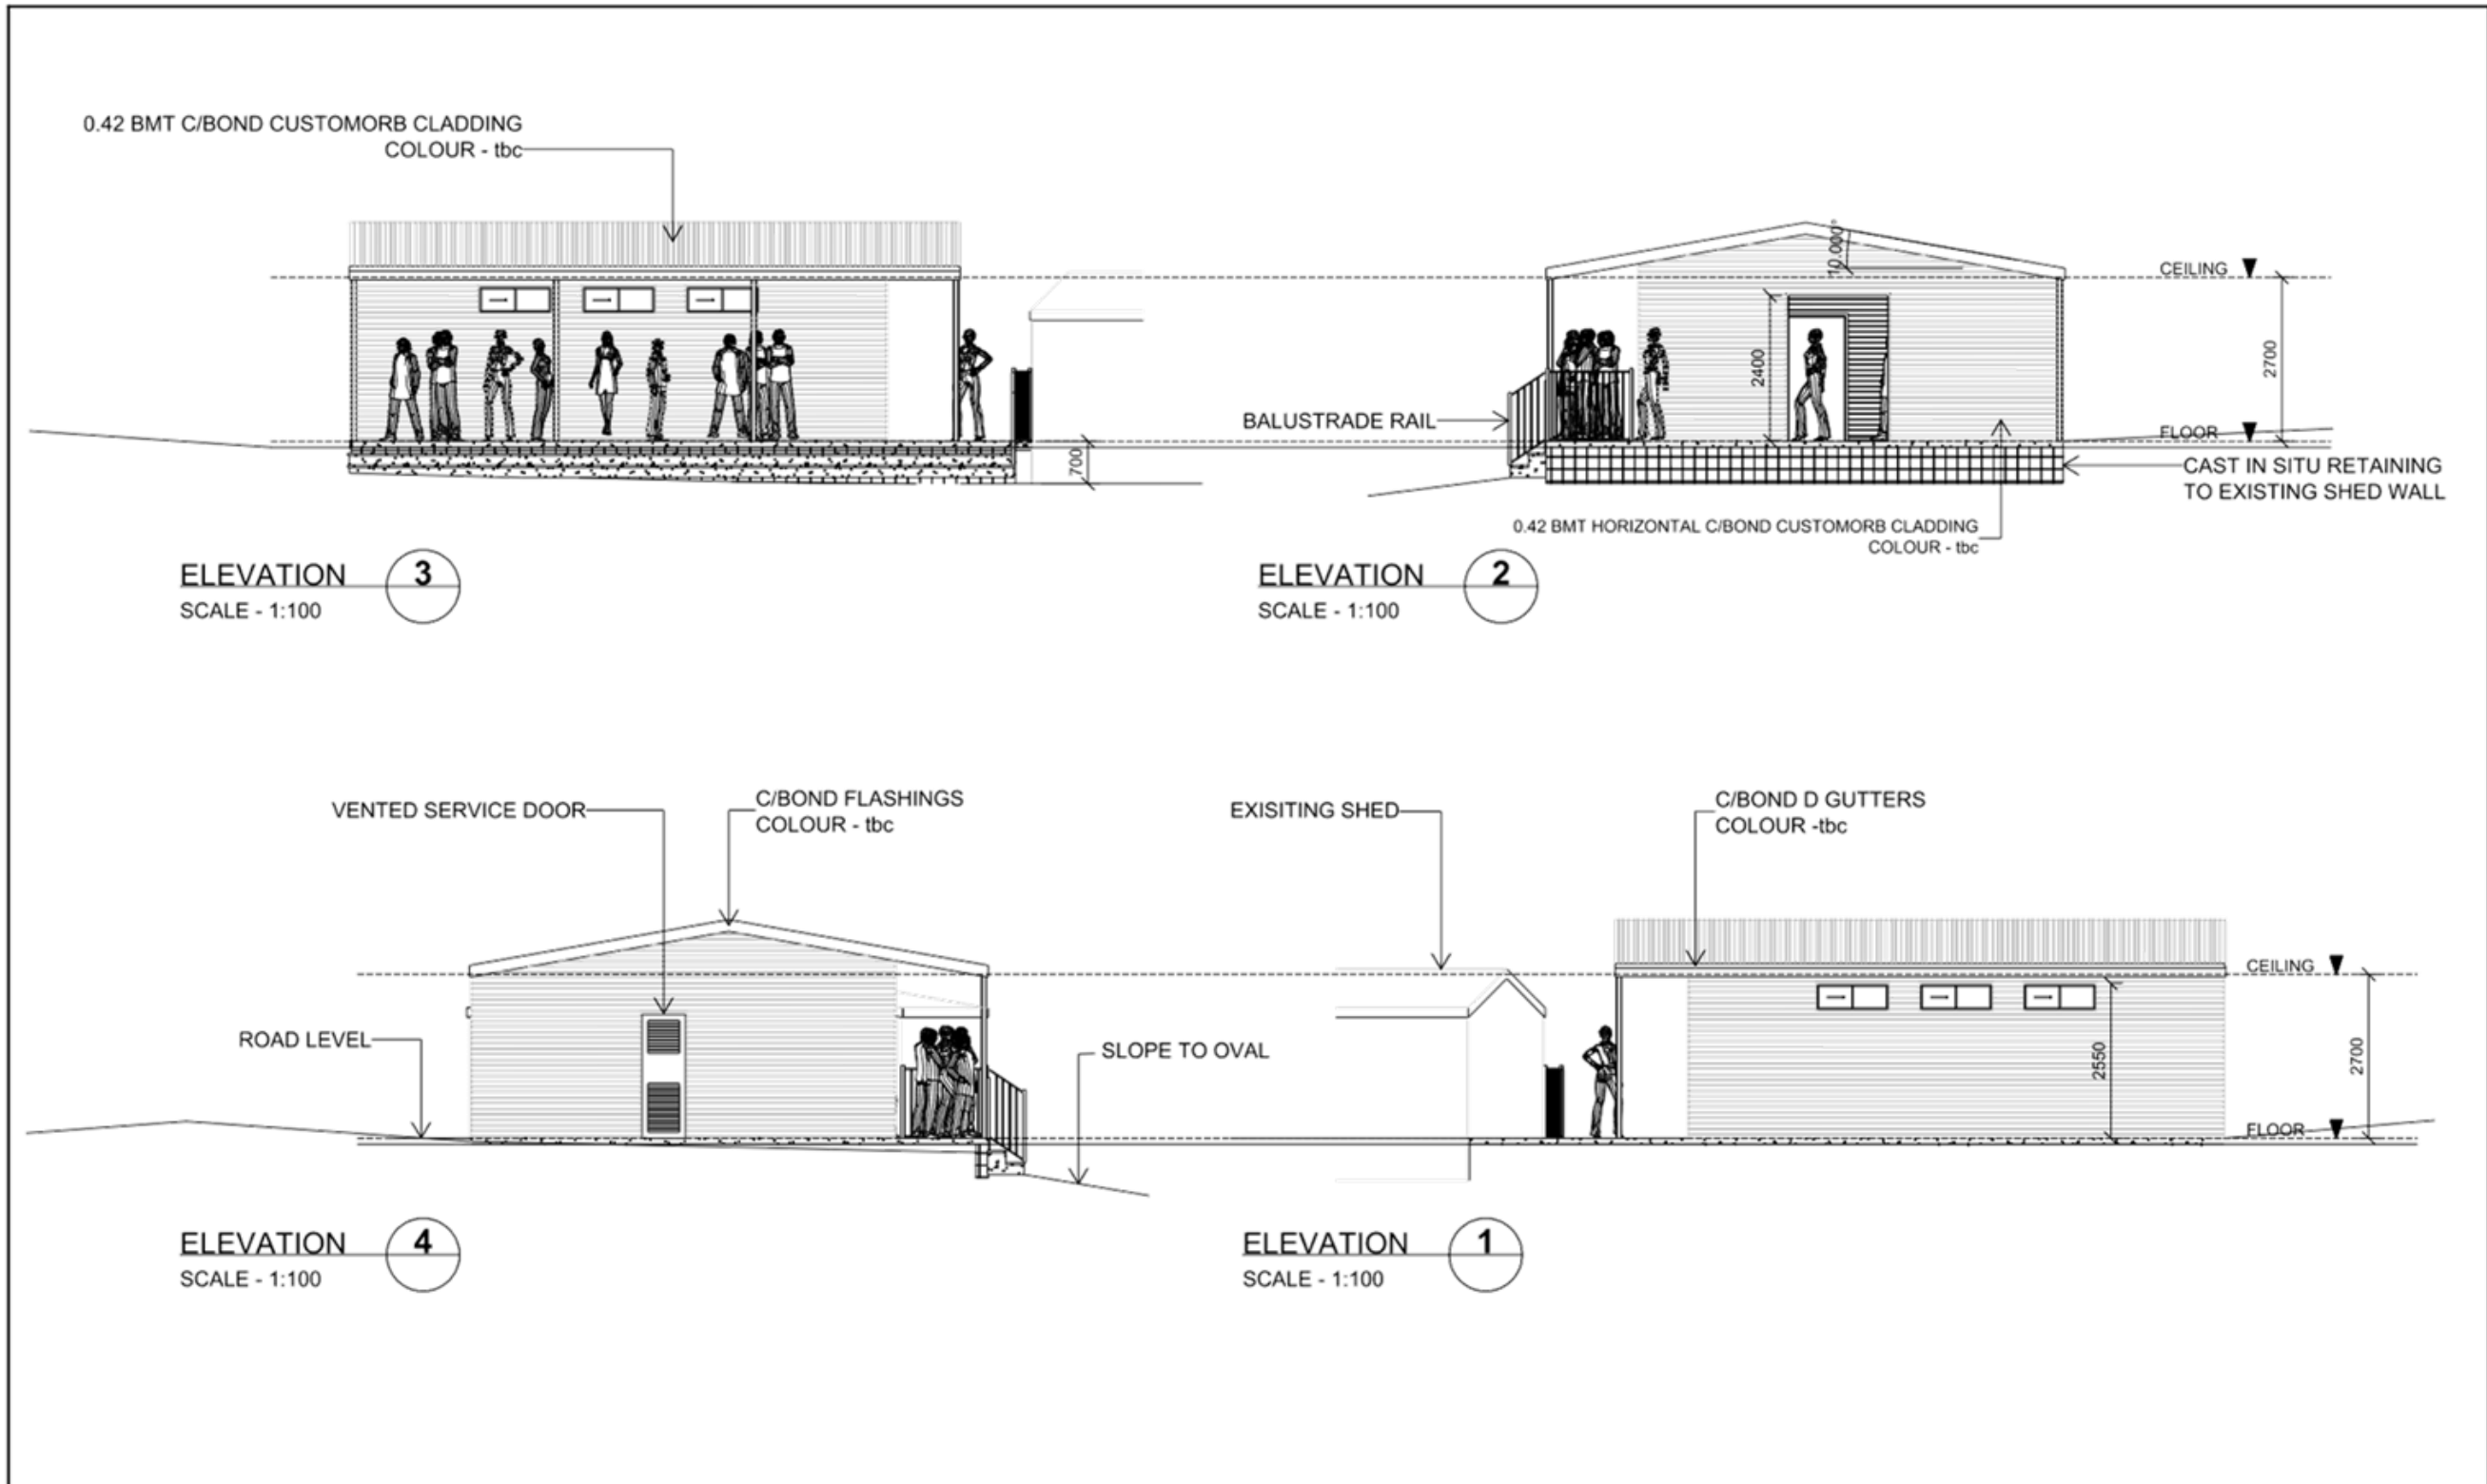 0.42 BMT C/BOND CUSTOMORB CLADDING
COLOUR - tbc
700
ELEVATION 3
SCALE - 1:100
10.000°
CEILING
2400
2700
BALUSTRADE RAIL
FLOOR
CAST IN SITU RETAINING
TO EXISTING SHED WALL
0.42 BMT HORIZONTAL C/BOND CUSTOMORB CLADDING
COLOUR - tbc
ELEVATION 2
SCALE - 1:100
VENTED SERVICE DOOR
C/BOND FLASHINGS
COLOUR - tbc
ROAD LEVEL
SLOPE TO OVAL
ELEVATION 4
SCALE - 1:100
EXISITING SHED
C/BOND D GUTTERS
COLOUR -tbc
CEILING
2550
2700
FLOOR
ELEVATION 1
SCALE - 1:100